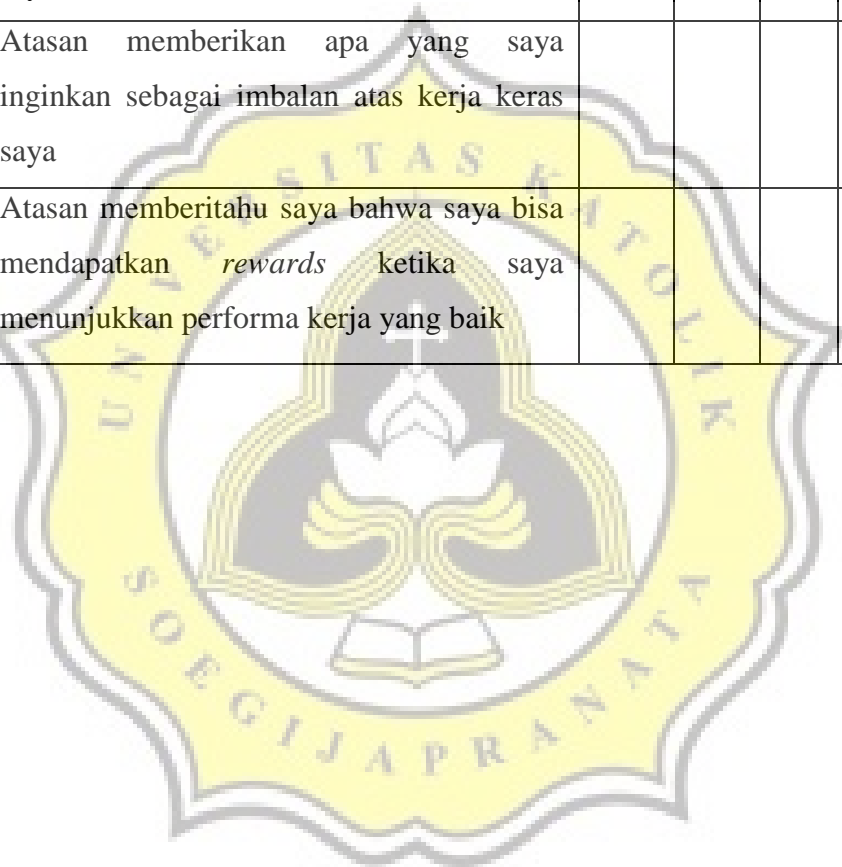 Atasan memberikan apa yang saya
inginkan sebagai imbalan atas kerja keras
saya
Atasan memberitahu saya bahwa saya bisa
mendapatkan rewards ketika saya
menunjukkan performa kerja yang baik
UNIVERSITAS KATOLIK
SOEGIJAPRANATA